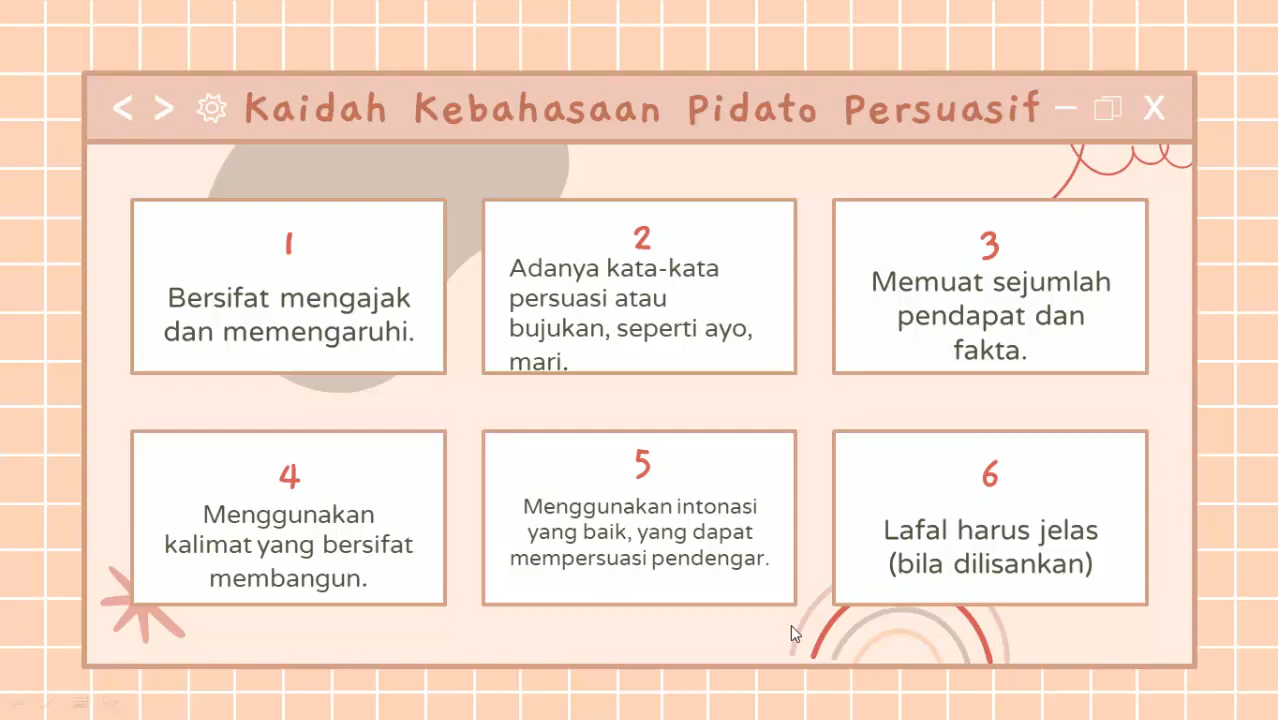 Kaidah Kebahasaan Pidato Persuasif
1
Bersifat mengajak
dan memengaruhi.
2
Adanya kata-kata
persuasi atau
bujukan, seperti ayo,
mari.
3
Memuat sejumlah
pendapat dan
fakta.
4
Menggunakan
kalimat yang bersifat
membangun.
5
Menggunakan intonasi
yang baik, yang dapat
mempersuasi pendengar.
6
Lafal harus jelas
(bila dilisankan)